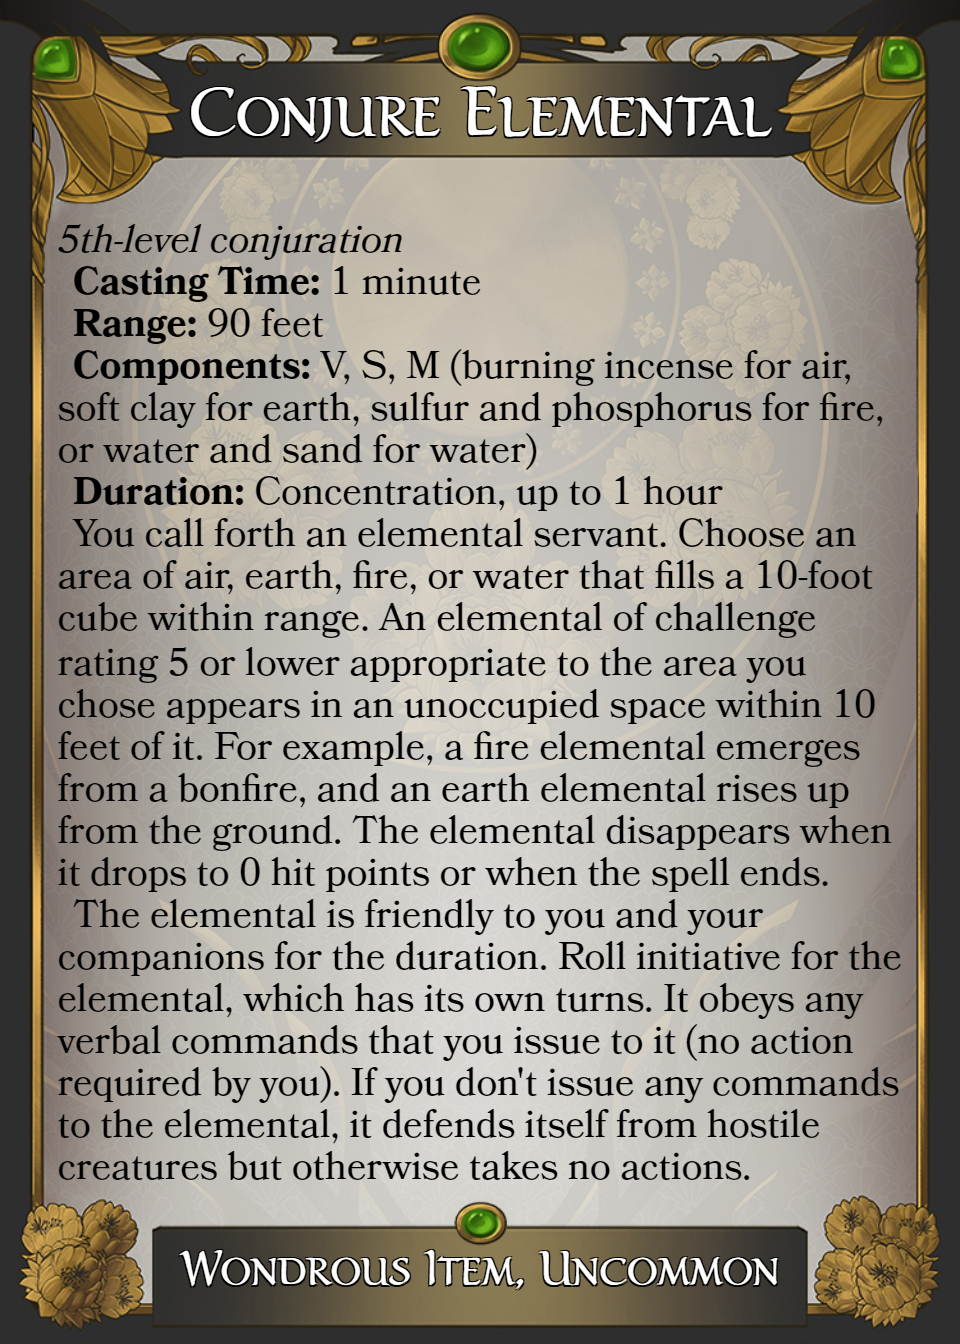 Conjure Elemental
5th-level conjuration
Casting Time: 1 minute
Range: 90 feet
Components: V, S, M (burning incense for air,
soft clay for earth, sulfur and phosphorus for fire,
or water and sand for water)
Duration: Concentration, up to 1 hour
You call forth an elemental servant. Choose an
area of air, earth, fire, or water that fills a 10-foot
cube within range. An elemental of challenge
rating 5 or lower appropriate to the area you
chose appears in an unoccupied space within 10
feet of it. For example, a fire elemental emerges
from a bonfire, and an earth elemental rises up
from the ground. The elemental disappears when
it drops to 0 hit points or when the spell ends.
The elemental is friendly to you and your
companions for the duration. Roll initiative for the
elemental, which has its own turns. It obeys any
verbal commands that you issue to it (no action
required by you). If you don't issue any commands
to the elemental, it defends itself from hostile
creatures but otherwise takes no actions.
Wondrous Item, Uncommon